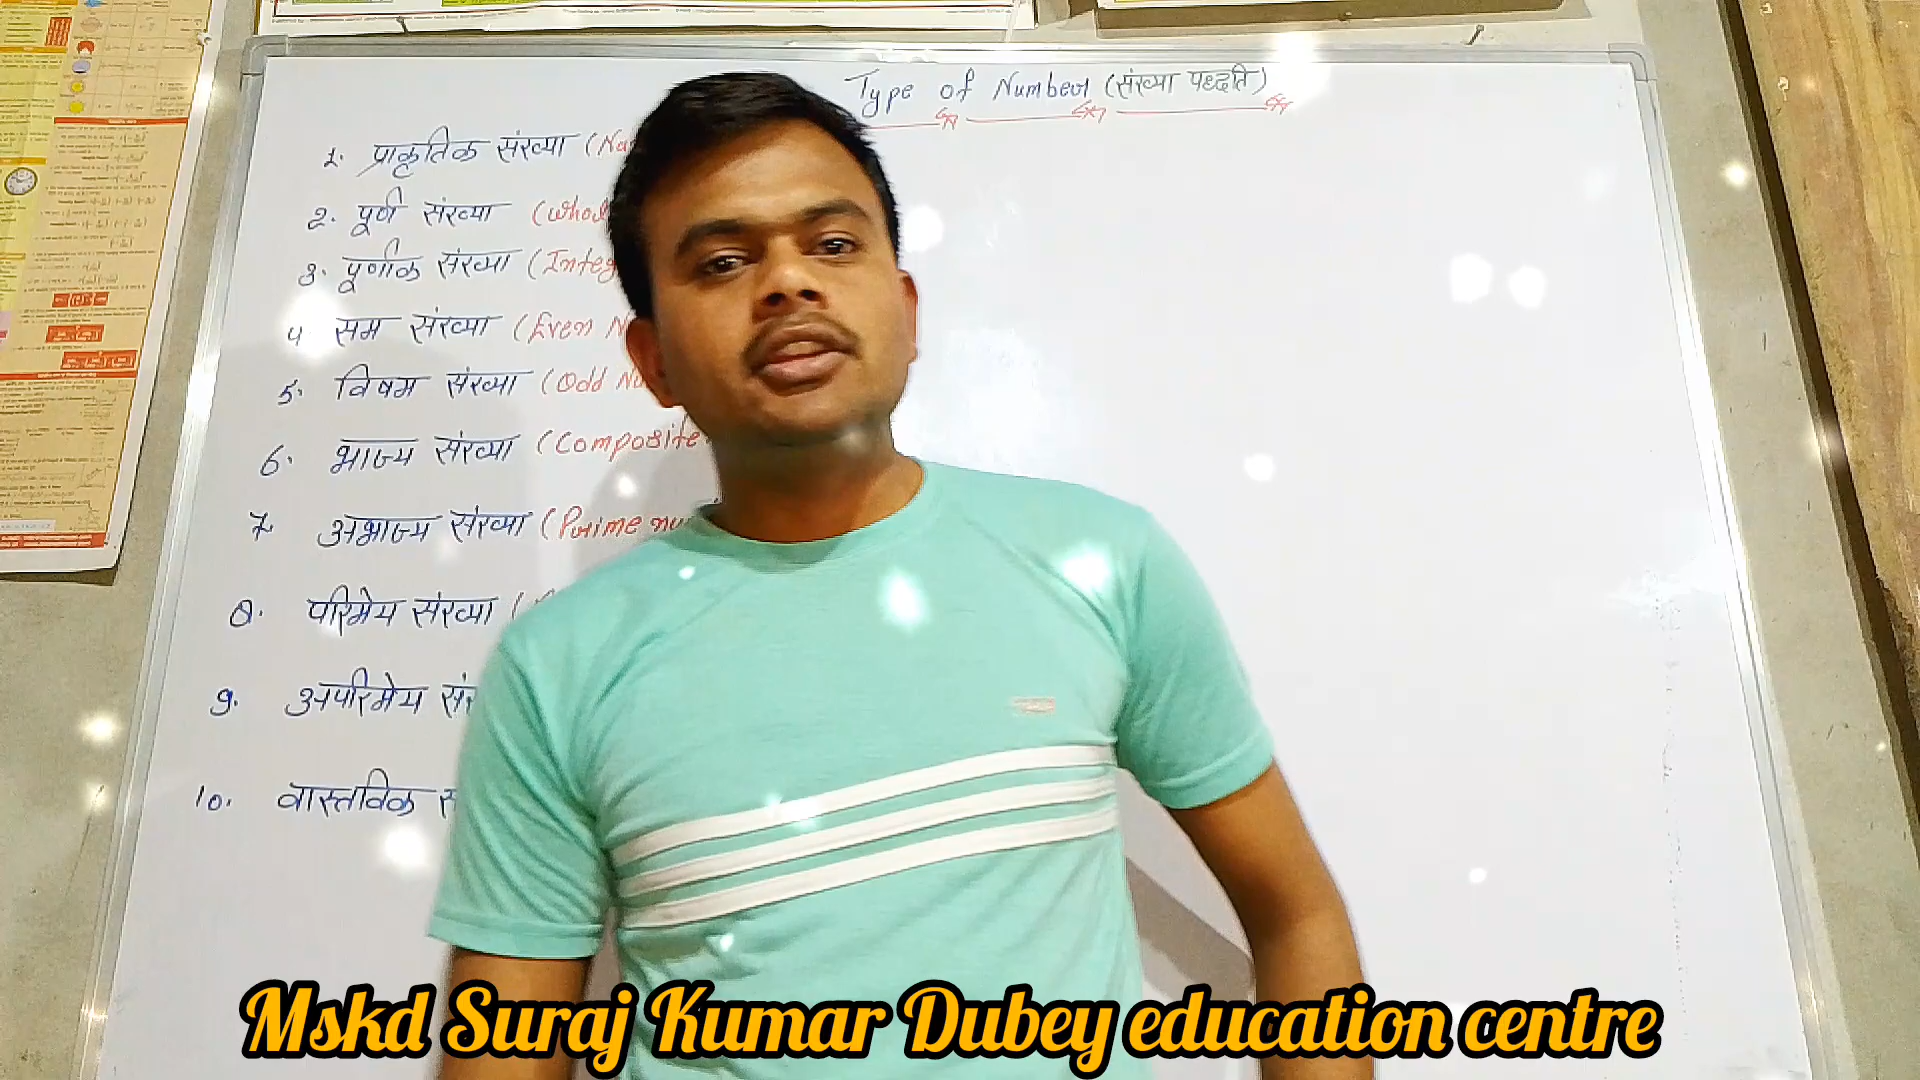 Type of Number (संख्या पद्धति)
1. प्राकृतिक संख्या (Na
2. पूर्ण संख्या (Whol
3. पूर्णांक संख्या (Integ
4 सम संख्या (Even N
5. विषम संख्या (Odd Nu
6. भाज्य संख्या (Composite
7. अभाज्य संख्या (Prime nu
8. परिमेय संख्या (
9. अपरिमेय सं
10. वास्तविक स
Mskd Suraj Kumar Dubey education centre